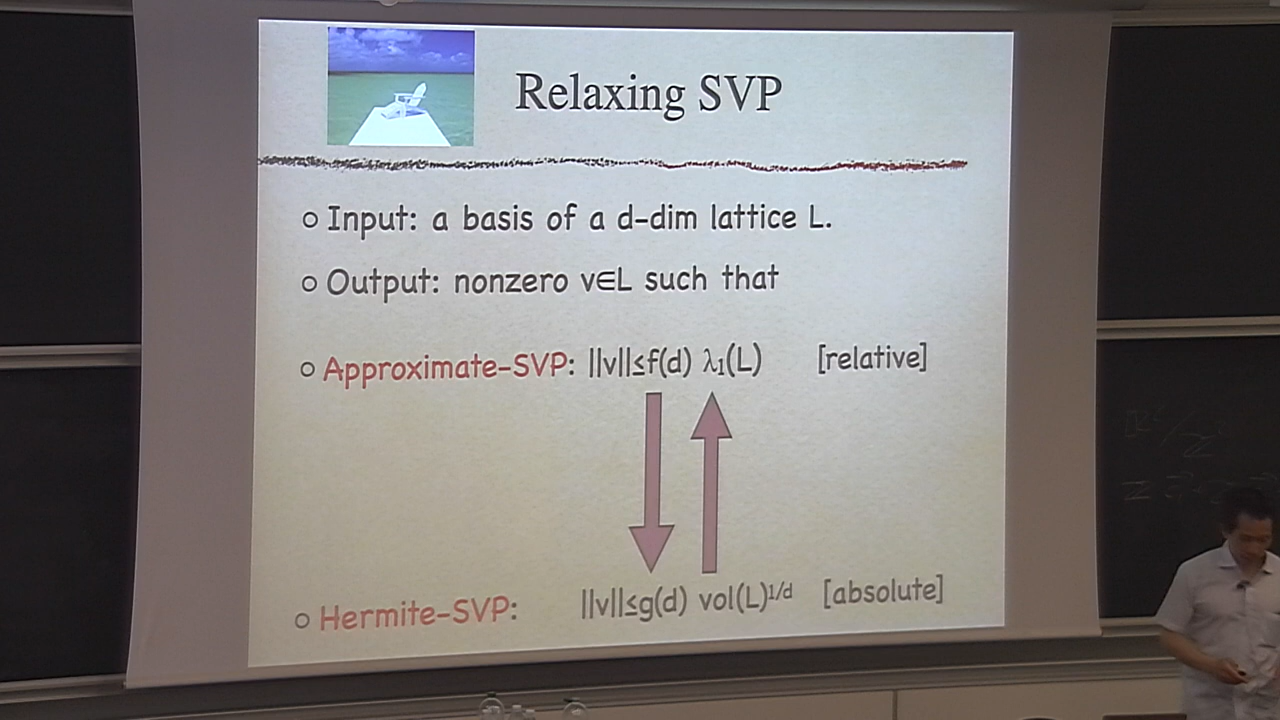 Relaxing SVP
○ Input: a basis of a d-dim lattice L.
○ Output: nonzero v∈L such that
○ Approximate-SVP: ||v||≤f(d) λ₁(L) [relative]
○ Hermite-SVP: ||v||≤g(d) vol(L)^{1/d} [absolute]